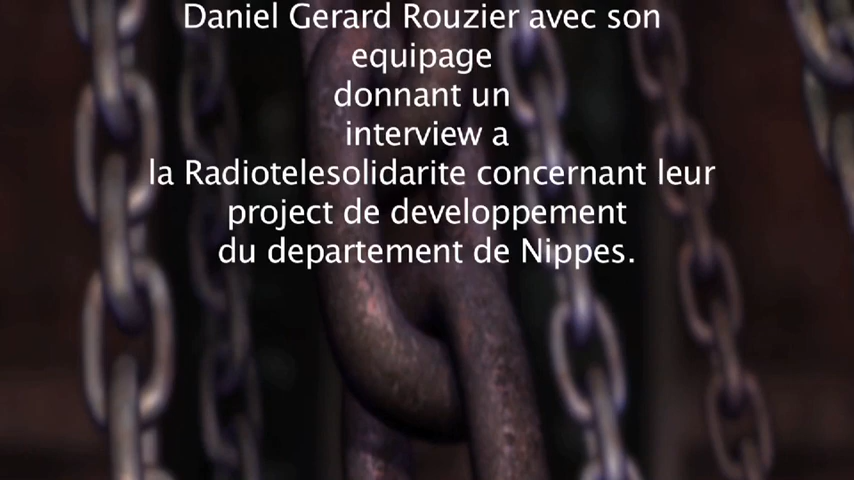 Daniel Gerard Rouzier avec son
equipage
donnant un
interview a
la Radiotelesolidarite concernant leur
project de developpement
du departement de Nippes.